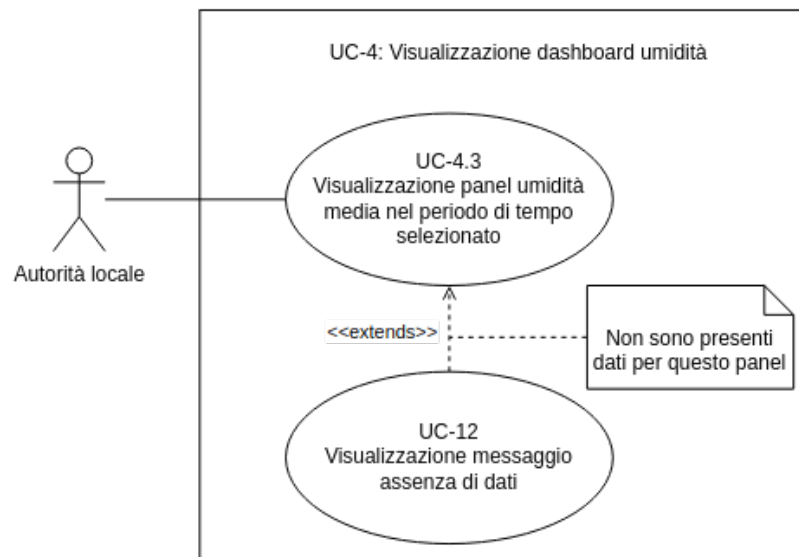 UC-4: Visualizzazione dashboard umidità
UC-4.3
Visualizzazione panel umidità
media nel periodo di tempo
selezionato
Autorità locale
<<extends>>
Non sono presenti
dati per questo panel
UC-12
Visualizzazione messaggio
assenza di dati